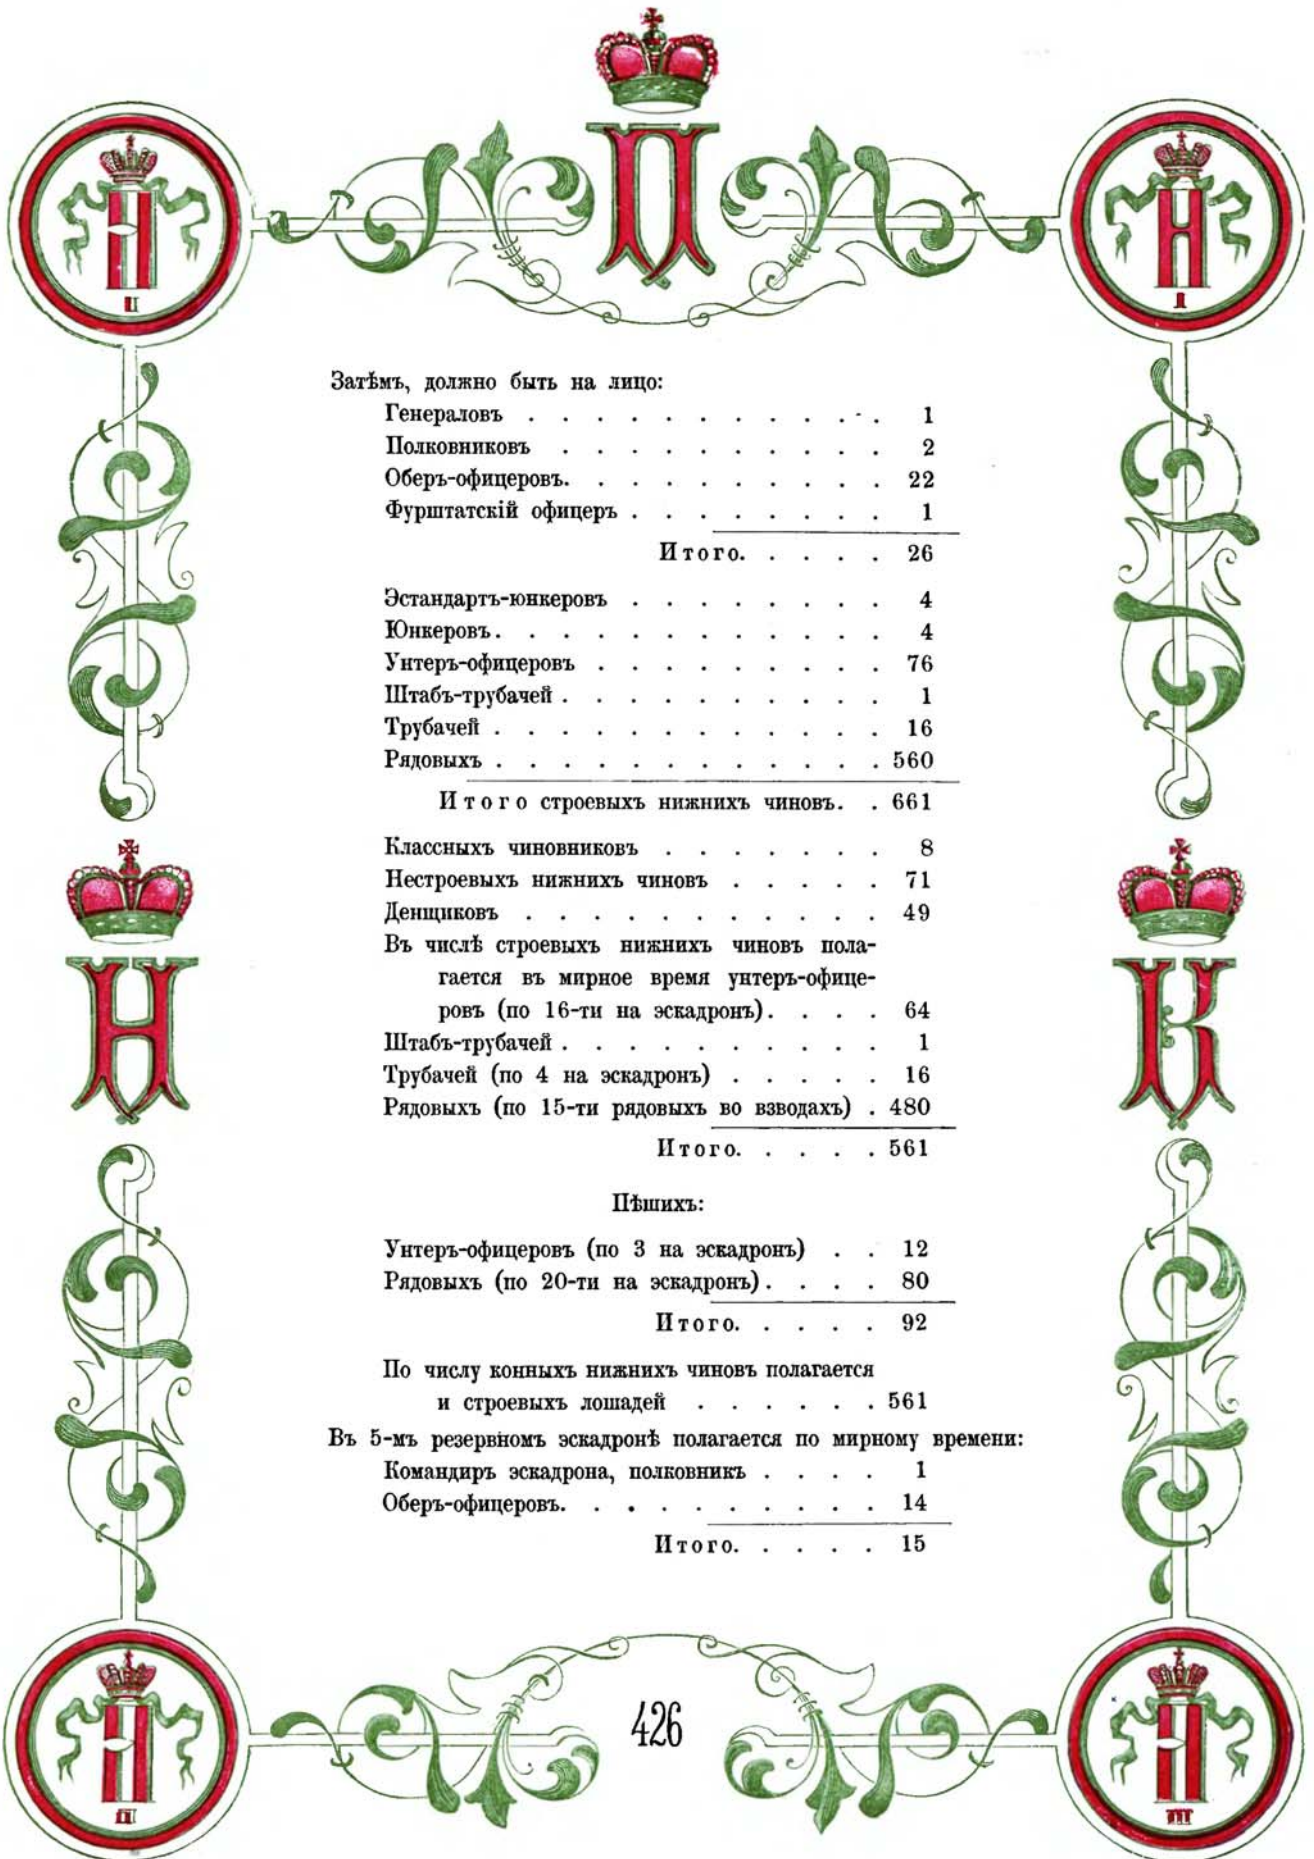 П
II
I
Затѣмъ, должно быть на лицо:
Генераловъ . . . . . . . . . . . . 1
Полковниковъ . . . . . . . . . . 2
Оберъ-офицеровъ. . . . . . . . . . 22
Фурштатскій офицеръ . . . . . . . . 1
Итого. . . . . 26
Эстандартъ-юнкеровъ . . . . . . . . 4
Юнкеровъ. . . . . . . . . . . . 4
Унтеръ-офицеровъ . . . . . . . . . 76
Штабъ-трубачей . . . . . . . . . . 1
Трубачей . . . . . . . . . . . . 16
Рядовыхъ . . . . . . . . . . . . 560
Итого строевыхъ нижнихъ чиновъ. . 661
Классныхъ чиновниковъ . . . . . . . 8
Нестроевыхъ нижнихъ чиновъ . . . . . 71
Денщиковъ . . . . . . . . . . . 49
Въ числѣ строевыхъ нижнихъ чиновъ пола-
гается въ мирное время унтеръ-офице-
ровъ (по 16-ти на эскадронъ). . . . 64
Штабъ-трубачей . . . . . . . . . . 1
Трубачей (по 4 на эскадронъ) . . . . . 16
Рядовыхъ (по 15-ти рядовыхъ во взводахъ) . 480
Итого. . . . . 561
Пѣшихъ:
Унтеръ-офицеровъ (по 3 на эскадронъ) . . 12
Рядовыхъ (по 20-ти на эскадронъ). . . . 80
Итого. . . . . 92
По числу конныхъ нижнихъ чиновъ полагается
и строевыхъ лошадей . . . . . . 561
Въ 5-мъ резервномъ эскадронѣ полагается по мирному времени:
Командиръ эскадрона, полковникъ . . . . 1
Оберъ-офицеровъ. . . . . . . . . . 14
Итого. . . . . 15
Н
К
426
III